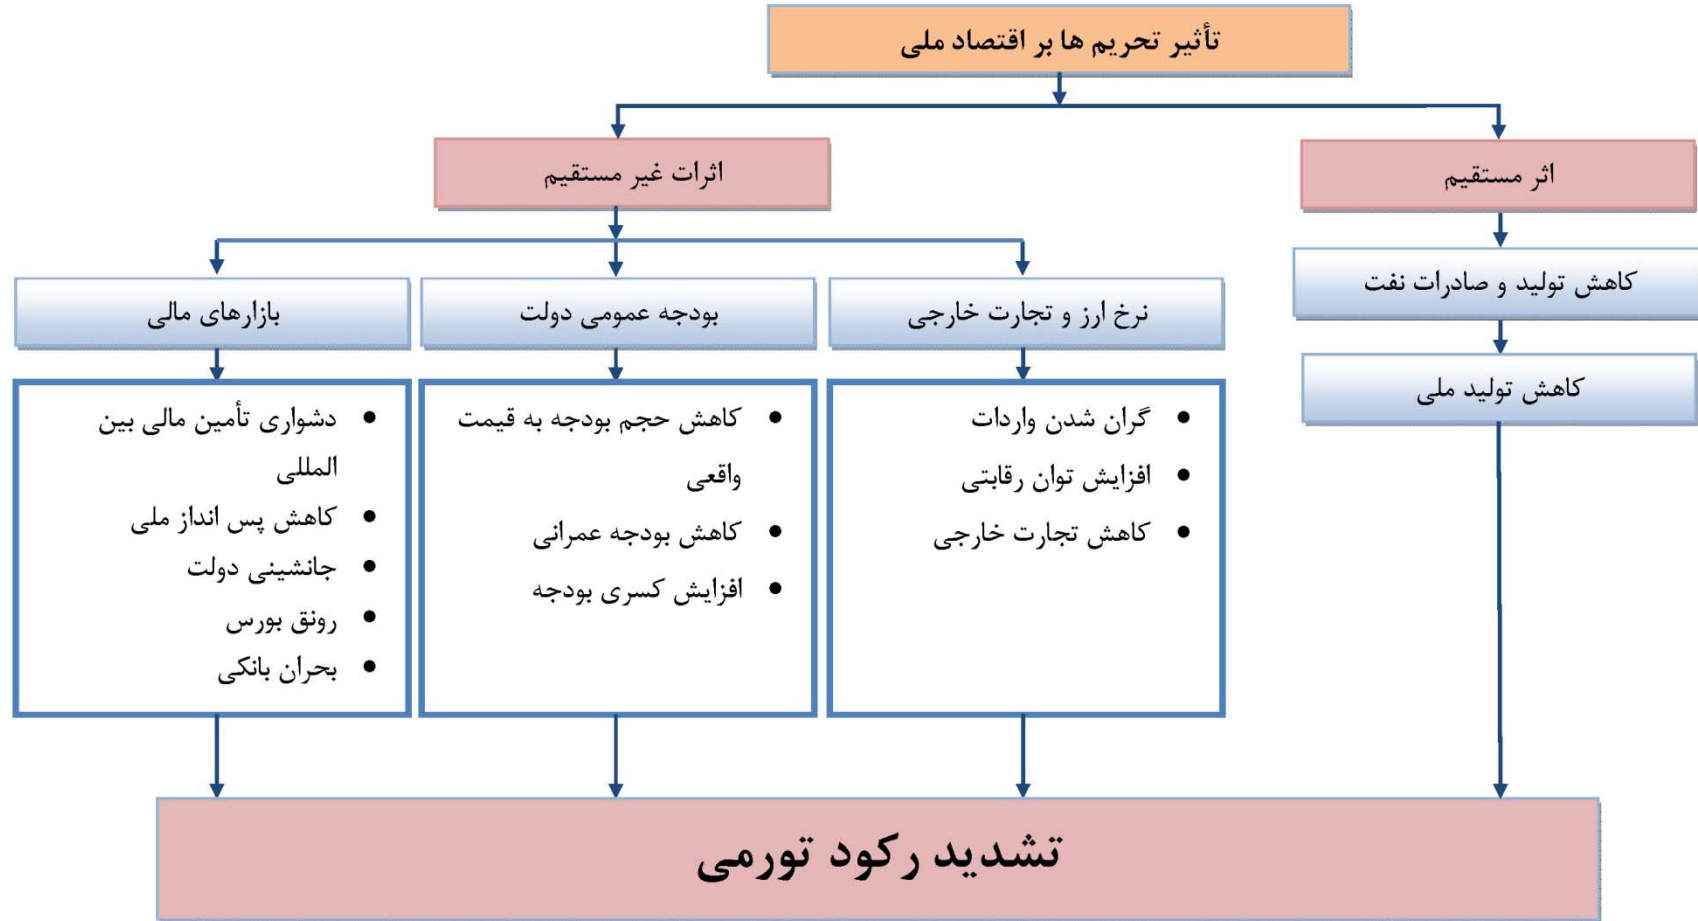 تأثیر تحریم ها بر اقتصاد ملی
اثر مستقیم
اثرات غیر مستقیم
کاهش تولید و صادرات نفت
کاهش تولید ملی
نرخ ارز و تجارت خارجی
• گران شدن واردات
• افزایش توان رقابتی
• کاهش تجارت خارجی
بودجه عمومی دولت
• کاهش حجم بودجه به قیمت
واقعی
• کاهش بودجه عمرانی
• افزایش کسری بودجه
بازارهای مالی
• دشواری تأمین مالی بین
المللی
• کاهش پس انداز ملی
• جانشینی دولت
• رونق بورس
• بحران بانکی
تشدید رکود تورمی